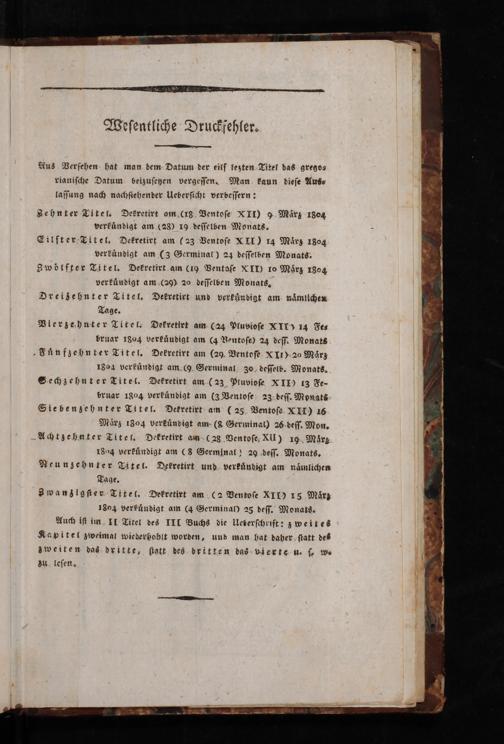 Wesentliche Druckfehler.
Aus Versehen hat man dem Datum der eilf lezten Titel das grego-
rianische Datum beizusetzen vergessen. Man kann diese Aus-
lassung nach nachstehender Uebersicht verbessern:
Zehnter Titel. Dekretirt am (18 Ventose XII) 9 März 1804
verkündigt am (28) 19 desselben Monats.
Eilfter Titel. Dekretirt am (23 Ventose XII) 14 März 1804
verkündigt am (3 Germinal) 24 desselben Monats.
Zwölfter Titel. Dekretirt am (19 Ventose XII) 10 März 1804
verkündigt am (29) 20 desselben Monats.
Dreizehnter Titel. Dekretirt und verkündigt am nämlichen
Tage.
Vierzehnter Titel. Dekretirt am (24 Pluviose XII) 14 Fe-
bruar 1804 verkündigt am (4 Ventose) 24 dess. Monats
Fünfzehnter Titel. Dekretirt am (29 Ventose XII) 20 März
1804 verkündigt am (9 Germinal 30 desselb. Monats.
Sechzehnter Titel. Dekretirt am (23 Pluviose XII) 13 Fe-
bruar 1804 verkündigt am (3 Ventose 23 dess. Monats
Siebenzehnter Titel. Dekretirt am (25 Ventose XII) 16
März 1804 verkündigt am (8 Germinal) 26 dess. Mon.
Achtzehnter Titel. Dekretirt am (28 Ventose XII) 19 März
1804 verkündigt am (8 Germinal) 29 dess. Monats.
Neunzehnter Titel. Dekretirt und verkündigt am nämlichen
Tage.
Zwanzigster Titel. Dekretirt am (2 Ventose XII) 15 März
1804 verkündigt am (4 Germinal) 25 dess. Monats.
Auch ist im II Titel des III Buchs die Ueberschrift: zweites
Kapitel zweimal wiederhohlt worden, und man hat daher statt des
zweiten das dritte, statt des dritten das vierte u. s. w.
zu lesen.